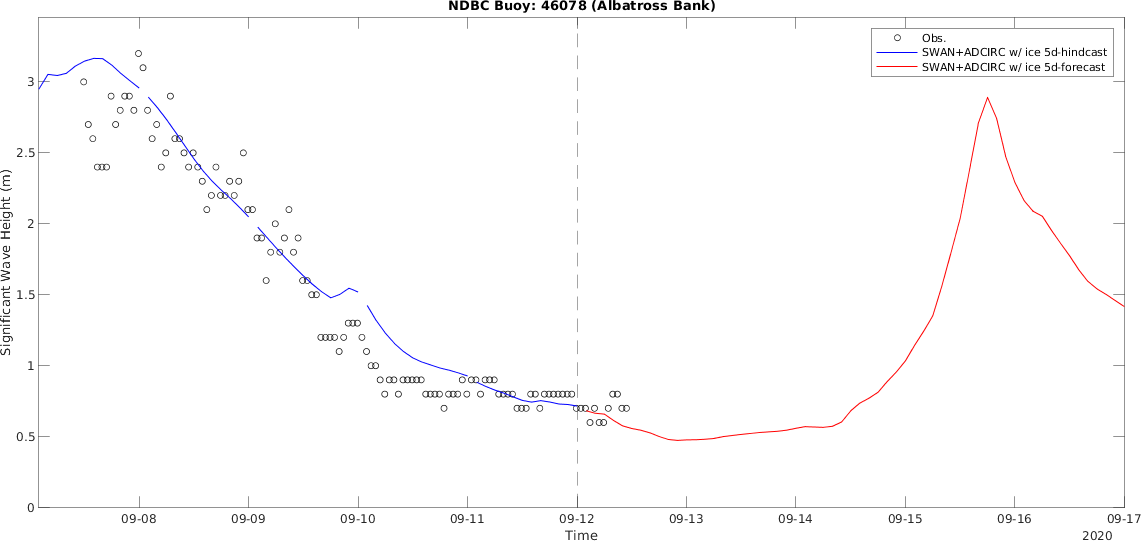 NDBC Buoy: 46078 (Albatross Bank)
Obs.
SWAN+ADCIRC w/ ice 5d-hindcast
SWAN+ADCIRC w/ ice 5d-forecast
Significant Wave Height (m)
3
2.5
2
1.5
1
0.5
0
09-08 09-09 09-10 09-11 09-12 09-13 09-14 09-15 09-16 09-17
Time
2020